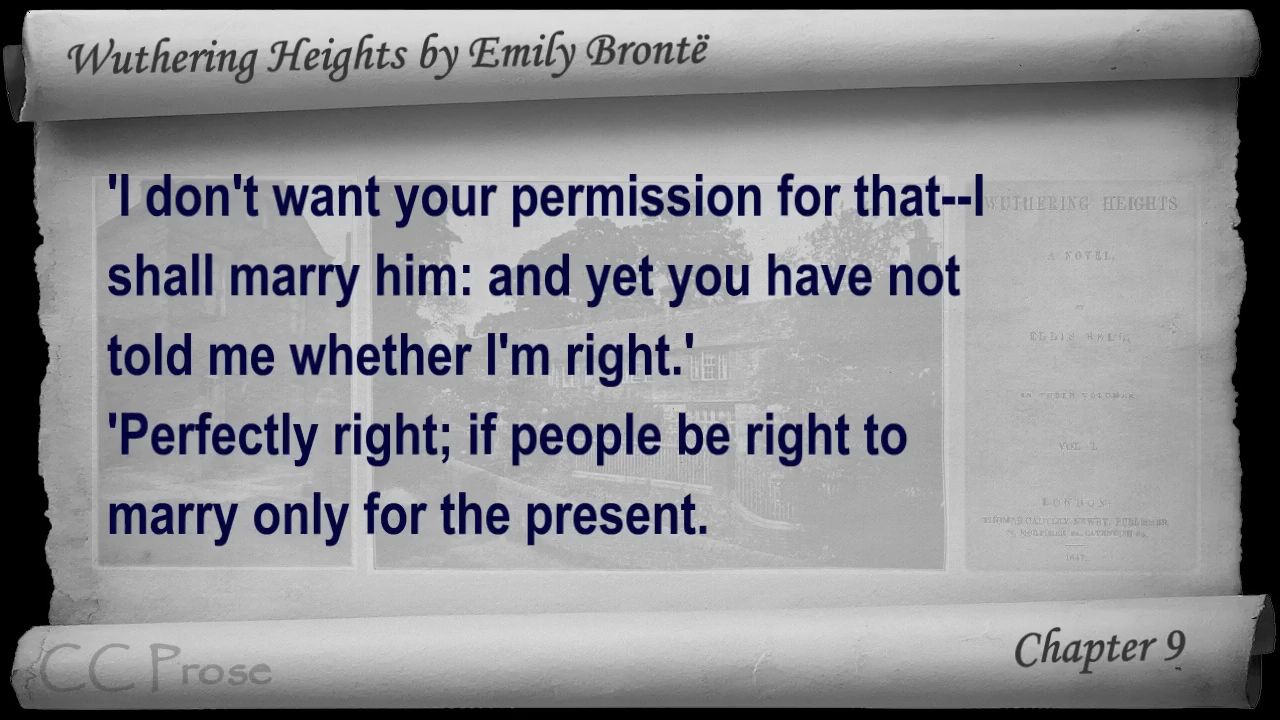 Wuthering Heights by Emily Brontë
'I don't want your permission for that--I
shall marry him: and yet you have not
told me whether I'm right.'
'Perfectly right; if people be right to
marry only for the present.
WUTHERING HEIGHTS
A NOVEL,
VOL I.
LONDON:
1847.
Chapter 9
CC Prose